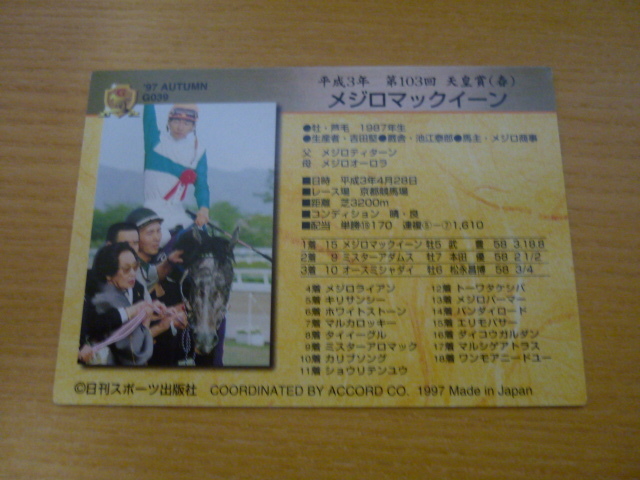 '97 AUTUMN
G039
平成3年 第103回 天皇賞(春)
メジロマックイーン
●牡・芦毛 1987年生
●生産者・吉田堅●厩舎・池江泰郎●馬主・メジロ商事
父 メジロティターン
母 メジロオーロラ
■日時 平成3年4月28日
■レース場 京都競馬場
■距離 芝3200m
■コンディション 晴・良
■配当 単勝⑮170 連複⑤-⑦1,610
1着 15 メジロマックイーン 牡5 武 豊 58 3.18.8
2着 9 ミスターアダムス 牡7 本田 優 58 2 1/2
3着 10 オースミシャダイ 牡6 松永昌博 58 3/4
4着 メジロライアン
5着 キリサンシー
6着 ホワイトストーン
7着 マルカロッキー
8着 タイイーグル
9着 ミスターアロマック
10着 カリブソング
11着 ショウリテンユウ
12着 トーワタケシバ
13着 メジロパーマー
14着 バンダイロード
15着 エリモパサー
16着 ダイコウガルダン
17着 マルシゲアトラス
18着 ワンモアニードユー
©日刊スポーツ出版社 COORDINATED BY ACCORD CO. 1997 Made in Japan